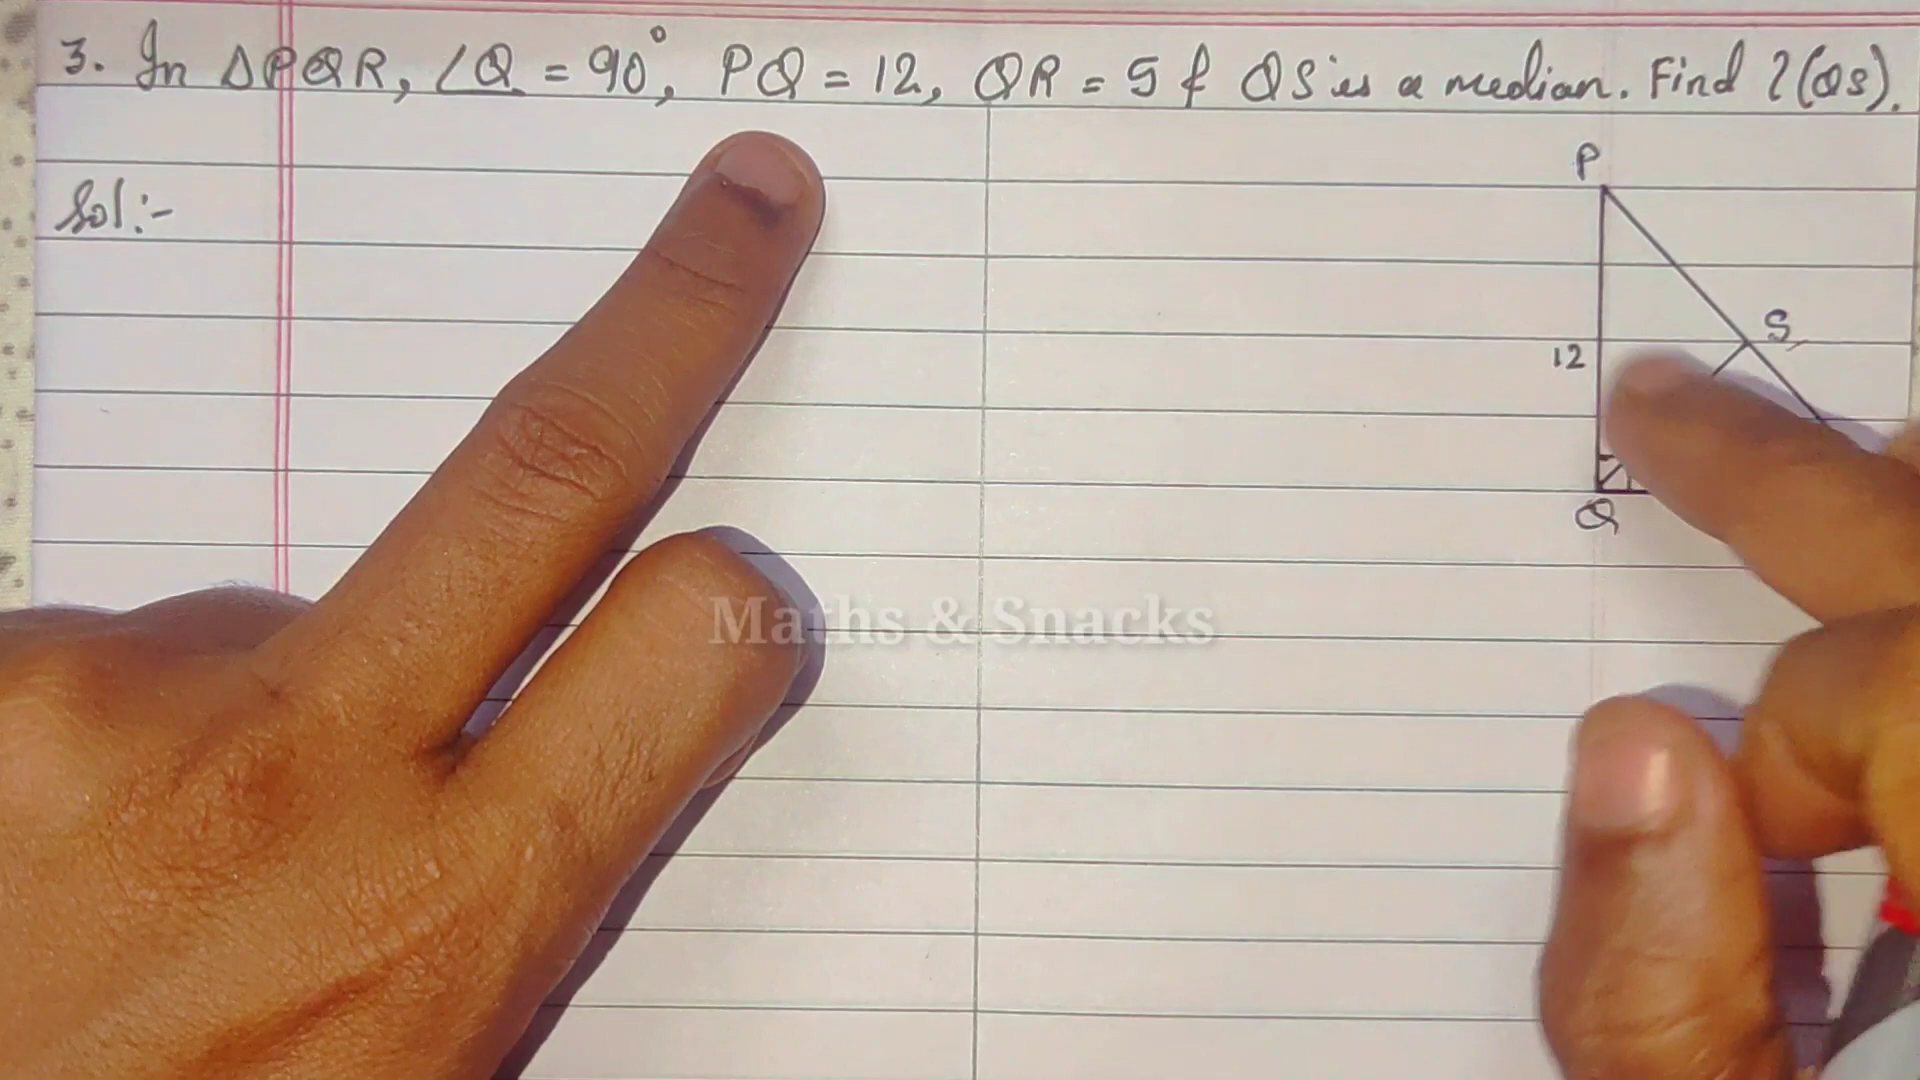 3. In ΔPQR, ∠Q = 90°, PQ = 12, QR = 5 & QS is a median. Find l(QS).
Sol:-
P
S
12
Q
Maths & Snacks